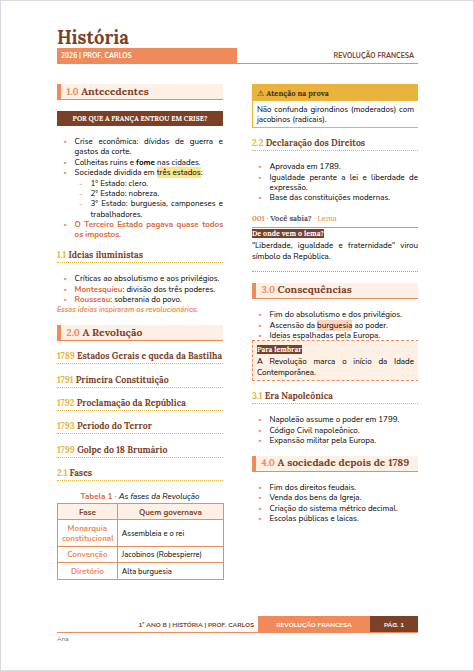 História
2026 | PROF. CARLOS
REVOLUÇÃO FRANCESA
1.0 Antecedentes
POR QUE A FRANÇA ENTROU EM CRISE?
• Crise econômica: dívidas de guerra e
gastos da corte.
• Colheitas ruins e fome nas cidades.
• Sociedade dividida em três estados:
- 1º Estado: clero.
- 2º Estado: nobreza.
- 3º Estado: burguesia, camponeses e
trabalhadores.
• O Terceiro Estado pagava quase todos
os impostos.
1.1 Ideias iluministas
• Críticas ao absolutismo e aos privilégios.
• Montesquieu: divisão dos três poderes.
• Rousseau: soberania do povo.
Essas ideias inspiraram os revolucionários.
2.0 A Revolução
1789 Estados Gerais e queda da Bastilha
1791 Primeira Constituição
1792 Proclamação da República
1793 Período do Terror
1799 Golpe do 18 Brumário
2.1 Fases
Tabela 1 · As fases da Revolução
Fase Quem governava
Monarquia
constitucional Assembleia e o rei
Convenção Jacobinos (Robespierre)
Diretório Alta burguesia
⚠ Atenção na prova
Não confunda girondinos (moderados) com
jacobinos (radicais).
2.2 Declaração dos Direitos
• Aprovada em 1789.
• Igualdade perante a lei e liberdade de
expressão.
• Base das constituições modernas.
001 · Você sabia? · Lema
De onde vem o lema?
"Liberdade, igualdade e fraternidade" virou
símbolo da República.
3.0 Consequências
• Fim do absolutismo e dos privilégios.
• Ascensão da burguesia ao poder.
• Ideias espalhadas pela Europa.
Para lembrar
A Revolução marca o início da Idade
Contemporânea.
3.1 Era Napoleônica
• Napoleão assume o poder em 1799.
• Código Civil napoleônico.
• Expansão militar pela Europa.
4.0 A sociedade depois de 1789
• Fim dos direitos feudais.
• Venda dos bens da Igreja.
• Criação do sistema métrico decimal.
• Escolas públicas e laicas.
1º ANO B | HISTÓRIA | PROF. CARLOS
REVOLUÇÃO FRANCESA
PÁG. 1
Ana